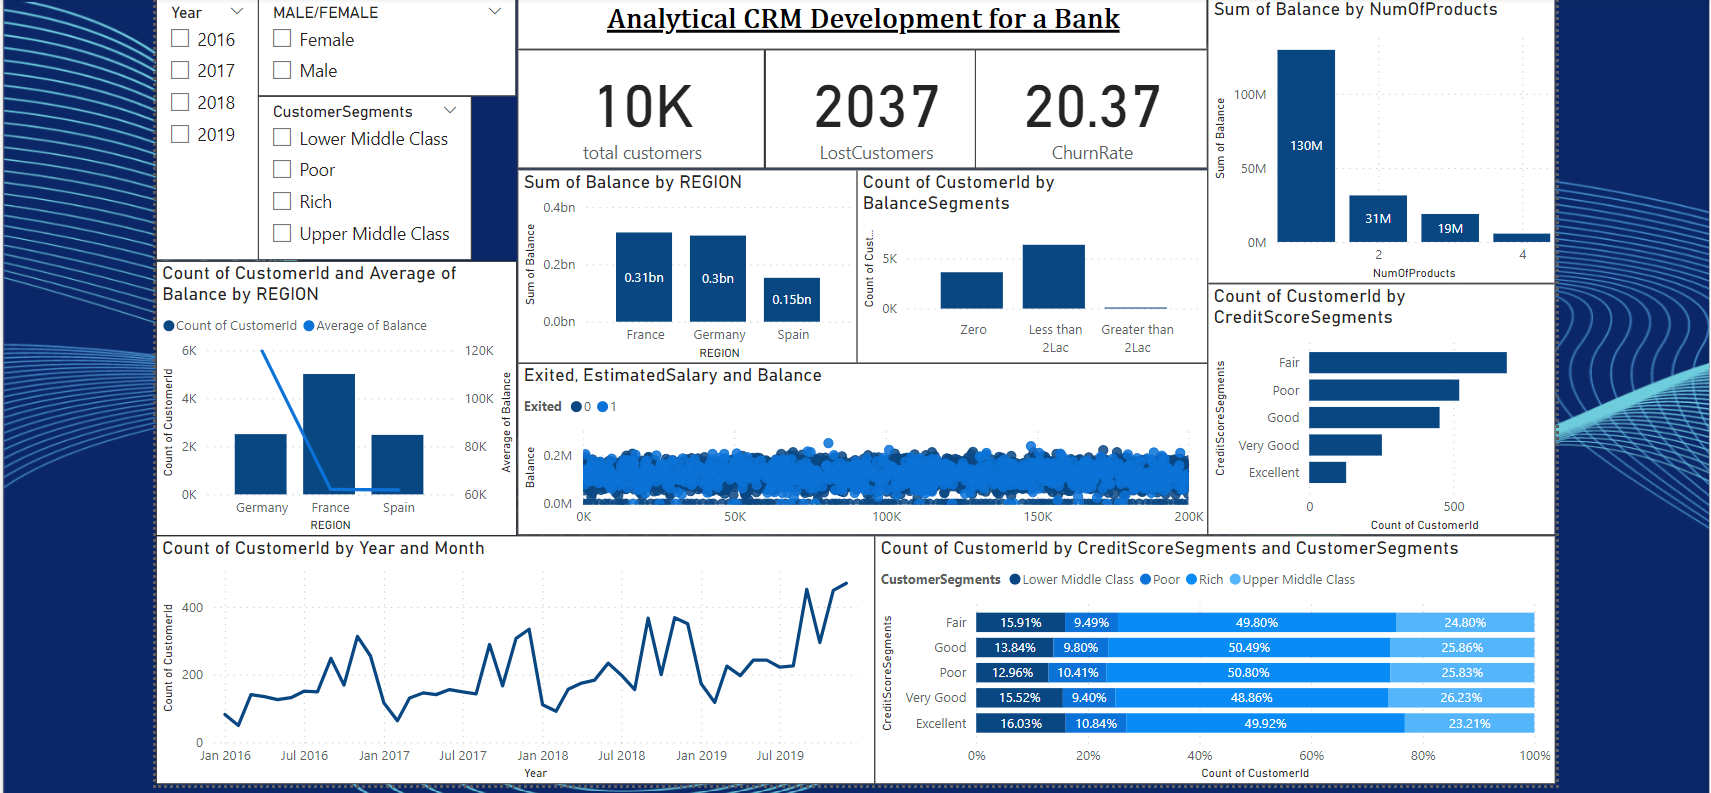 Year
2016
2017
2018
2019
MALE/FEMALE
Female
Male
CustomerSegments
Lower Middle Class
Poor
Rich
Upper Middle Class
Analytical CRM Development for a Bank
10K
total customers
2037
LostCustomers
20.37
ChurnRate
Sum of Balance by NumOfProducts
Sum of Balance
100M
50M
0M
130M
31M
19M
2
4
NumOfProducts
Sum of Balance by REGION
Sum of Balance
0.4bn
0.2bn
0.0bn
0.31bn
0.3bn
0.15bn
France
Germany
Spain
REGION
Count of CustomerId by
BalanceSegments
Count of Cust...
5K
0K
Zero
Less than
2Lac
Greater than
2Lac
Count of CustomerId and Average of
Balance by REGION
Count of CustomerId
Average of Balance
Count of CustomerId
6K
4K
2K
0K
120K
100K
80K
60K
Average of Balance
Germany
France
Spain
REGION
Exited, EstimatedSalary and Balance
Exited
0
1
Balance
0.2M
0.0M
0K
50K
100K
150K
200K
Count of CustomerId by
CreditScoreSegments
CreditScoreSegments
Fair
Poor
Good
Very Good
Excellent
0
500
Count of CustomerId
Count of CustomerId by Year and Month
Count of CustomerId
400
200
0
Jan 2016
Jul 2016
Jan 2017
Jul 2017
Jan 2018
Jul 2018
Jan 2019
Jul 2019
Year
Count of CustomerId by CreditScoreSegments and CustomerSegments
CustomerSegments
Lower Middle Class
Poor
Rich
Upper Middle Class
CreditScoreSegments
Fair 15.91% 9.49% 49.80% 24.80%
Good 13.84% 9.80% 50.49% 25.86%
Poor 12.96% 10.41% 50.80% 25.83%
Very Good 15.52% 9.40% 48.86% 26.23%
Excellent 16.03% 10.84% 49.92% 23.21%
0%
20%
40%
60%
80%
100%
Count of CustomerId